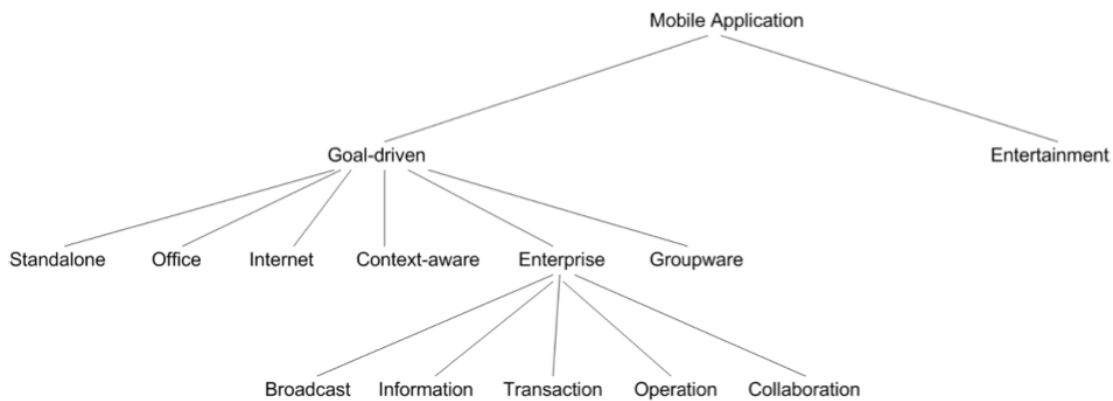 Mobile Application
Goal-driven Entertainment
Standalone Office Internet Context-aware Enterprise Groupware
Broadcast Information Transaction Operation Collaboration